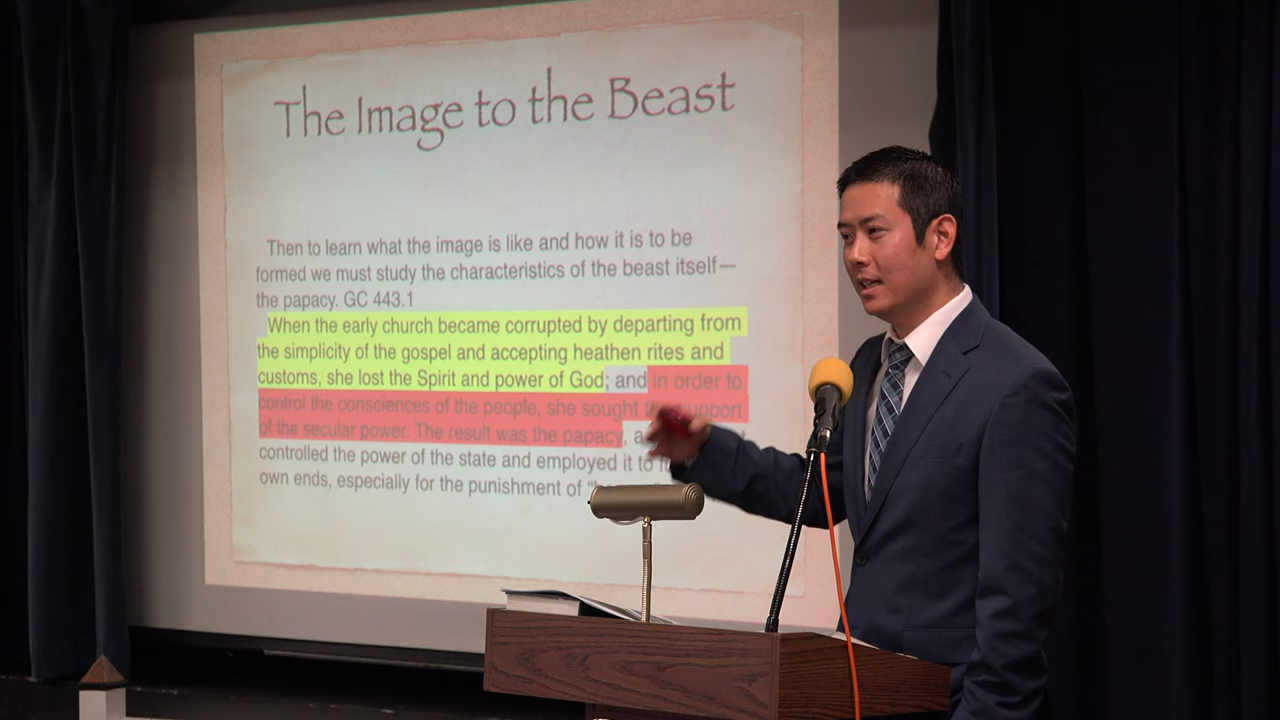 The Image to the Beast
Then to learn what the image is like and how it is to be
formed we must study the characteristics of the beast itself—
the papacy. GC 443.1
When the early church became corrupted by departing from
the simplicity of the gospel and accepting heathen rites and
customs, she lost the Spirit and power of God; and in order to
control the consciences of the people, she sought support
of the secular power. The result was the papacy,
controlled the power of the state and employed it to
own ends, especially for the punishment of